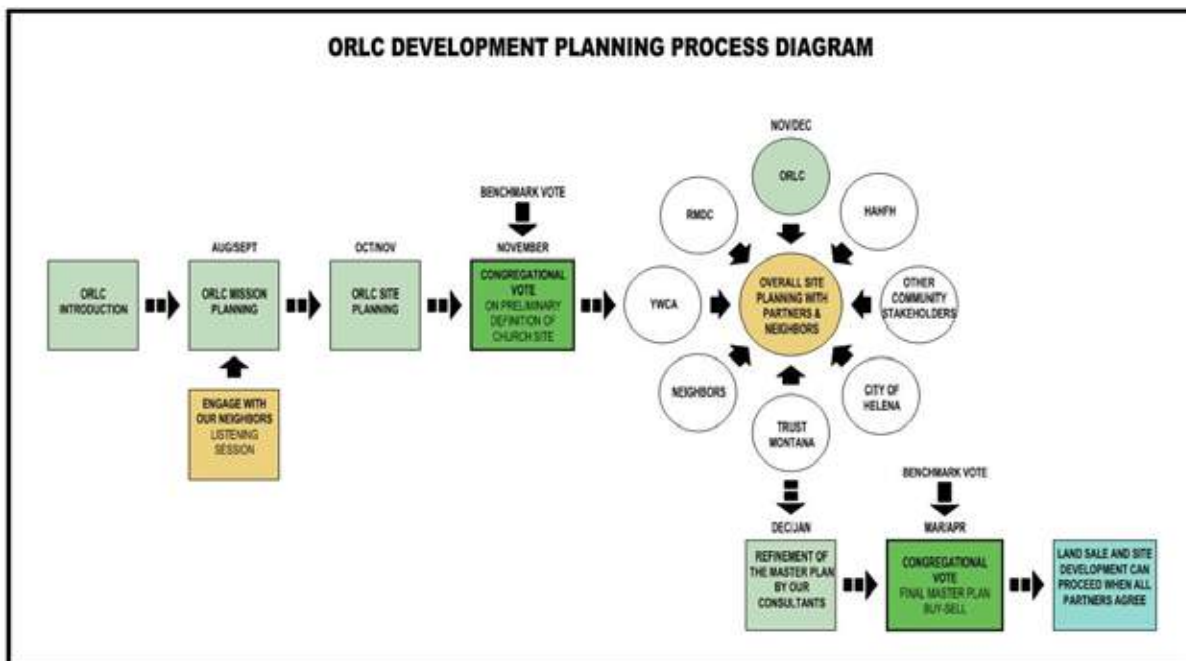 ORLC DEVELOPMENT PLANNING PROCESS DIAGRAM
ORLC
INTRODUCTION
AUG/SEPT
ORLC MISSION
PLANNING
ENGAGE WITH
OUR NEIGHBORS
LISTENING
SESSION
OCT/NOV
ORLC SITE
PLANNING
BENCHMARK VOTE
NOVEMBER
CONGREGATIONAL
VOTE
ON PRELIMINARY
DEFINITION OF
CHURCH SITE
NOV/DEC
ORLC
RMDC
HAHFH
YWCA
OVERALL SITE
PLANNING WITH
PARTNERS &
NEIGHBORS
OTHER
COMMUNITY
STAKEHOLDERS
NEIGHBORS
TRUST
MONTANA
CITY OF
HELENA
DEC/JAN
REFINEMENT OF
THE MASTER PLAN
BY OUR
CONSULTANTS
BENCHMARK VOTE
MAR/APR
CONGREGATIONAL
VOTE
FINAL MASTER PLAN
BUY-SELL
LAND SALE AND SITE
DEVELOPMENT CAN
PROCEED WHEN ALL
PARTNERS AGREE